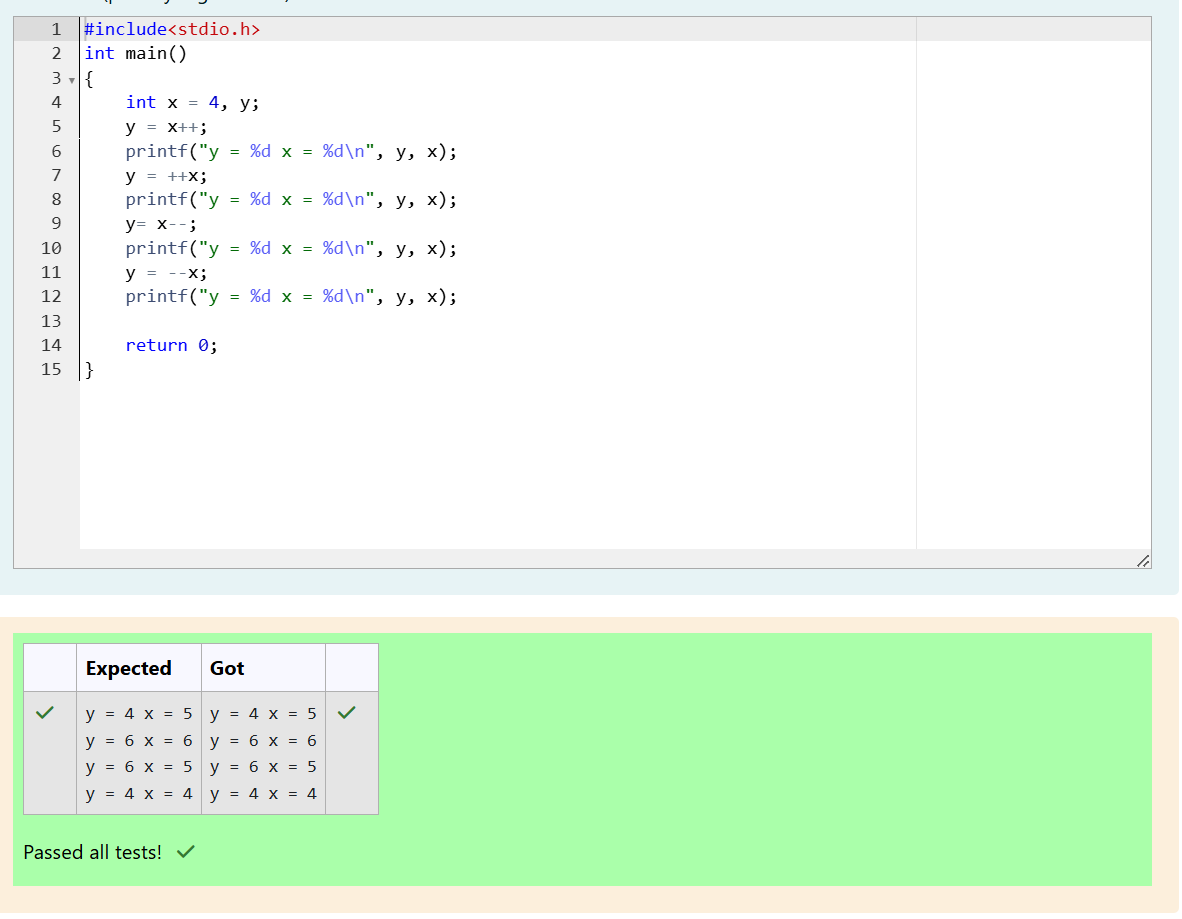 1 #include<stdio.h>
2 int main()
3 {
4     int x = 4, y;
5     y = x++;
6     printf("y = %d x = %d\n", y, x);
7     y = ++x;
8     printf("y = %d x = %d\n", y, x);
9     y= x--;
10     printf("y = %d x = %d\n", y, x);
11     y = --x;
12     printf("y = %d x = %d\n", y, x);
13
14     return 0;
15 }
Expected Got
y = 4 x = 5 y = 4 x = 5
y = 6 x = 6 y = 6 x = 6
y = 6 x = 5 y = 6 x = 5
y = 4 x = 4 y = 4 x = 4
Passed all tests!